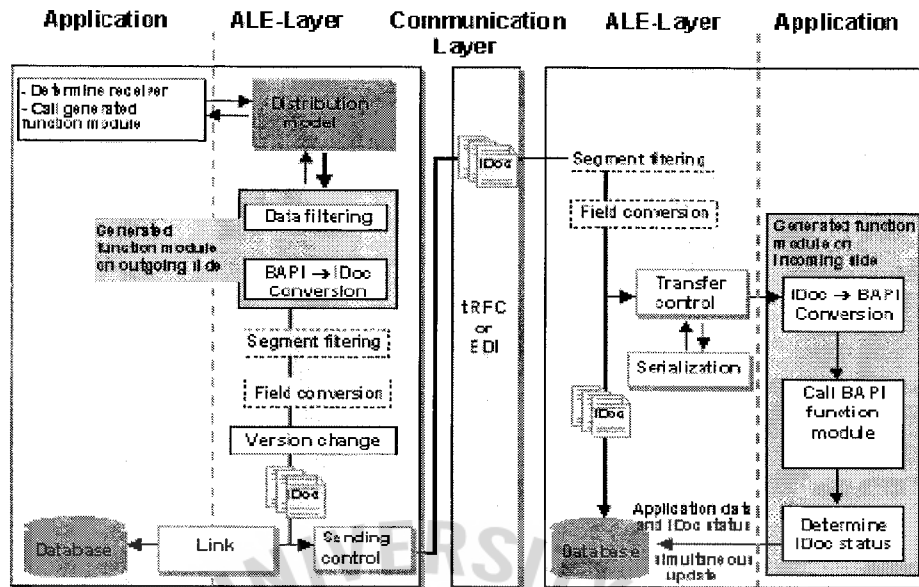 Application
ALE-Layer
Communication
Layer
ALE-Layer
Application
- Determine receiver
- Call generated
function module
Distribution
model
Data filtering
Generated
function module
on outgoing side
BAPI → IDoc
Conversion
Segment filtering
Field conversion
Version change
IDoc
Database
Link
Sending
control
IDoc
tRFC
or
EDI
Segment filtering
Field conversion
Transfer
control
Serialization
IDoc
Database
Generated function
module on
incoming side
IDoc → BAPI
Conversion
Call BAPI
function
module
Determine
IDoc status
Application data
and IDoc status
simultaneous
update
UNIVERSI